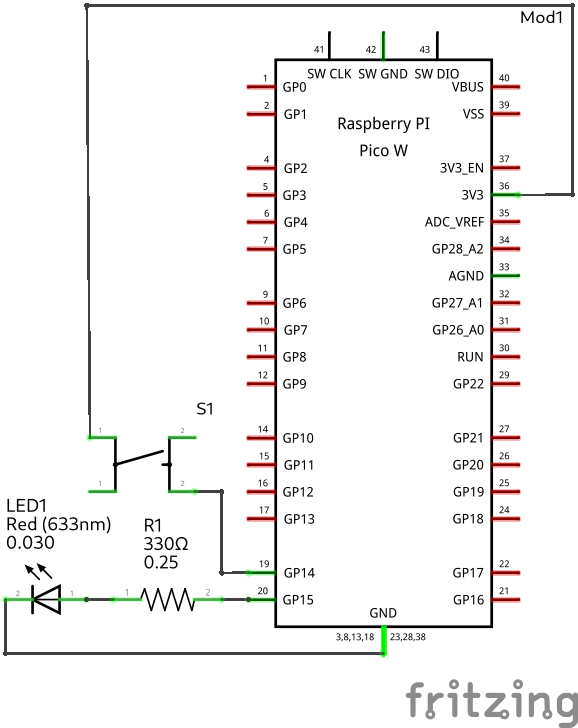 Mod1
41 42 43
SW CLK SW GND SW DIO
1 GP0 VBUS 40
2 GP1 VSS 39
Raspberry PI
Pico W
4 GP2 3V3_EN 37
5 GP3 3V3 36
6 GP4 ADC_VREF 35
7 GP5 GP28_A2 34
AGND 33
9 GP6 GP27_A1 32
10 GP7 GP26_A0 31
11 GP8 RUN 30
12 GP9 GP22 29
S1
1 2 14 GP10 GP21 27
15 GP11 GP20 26
1 2 16 GP12 GP19 25
17 GP13 GP18 24
LED1
Red (633nm)
0.030
R1
330Ω
0.25
19 GP14 GP17 22
2 1 1 2 20 GP15 GP16 21
GND
3,8,13,18 23,28,38
fritzing